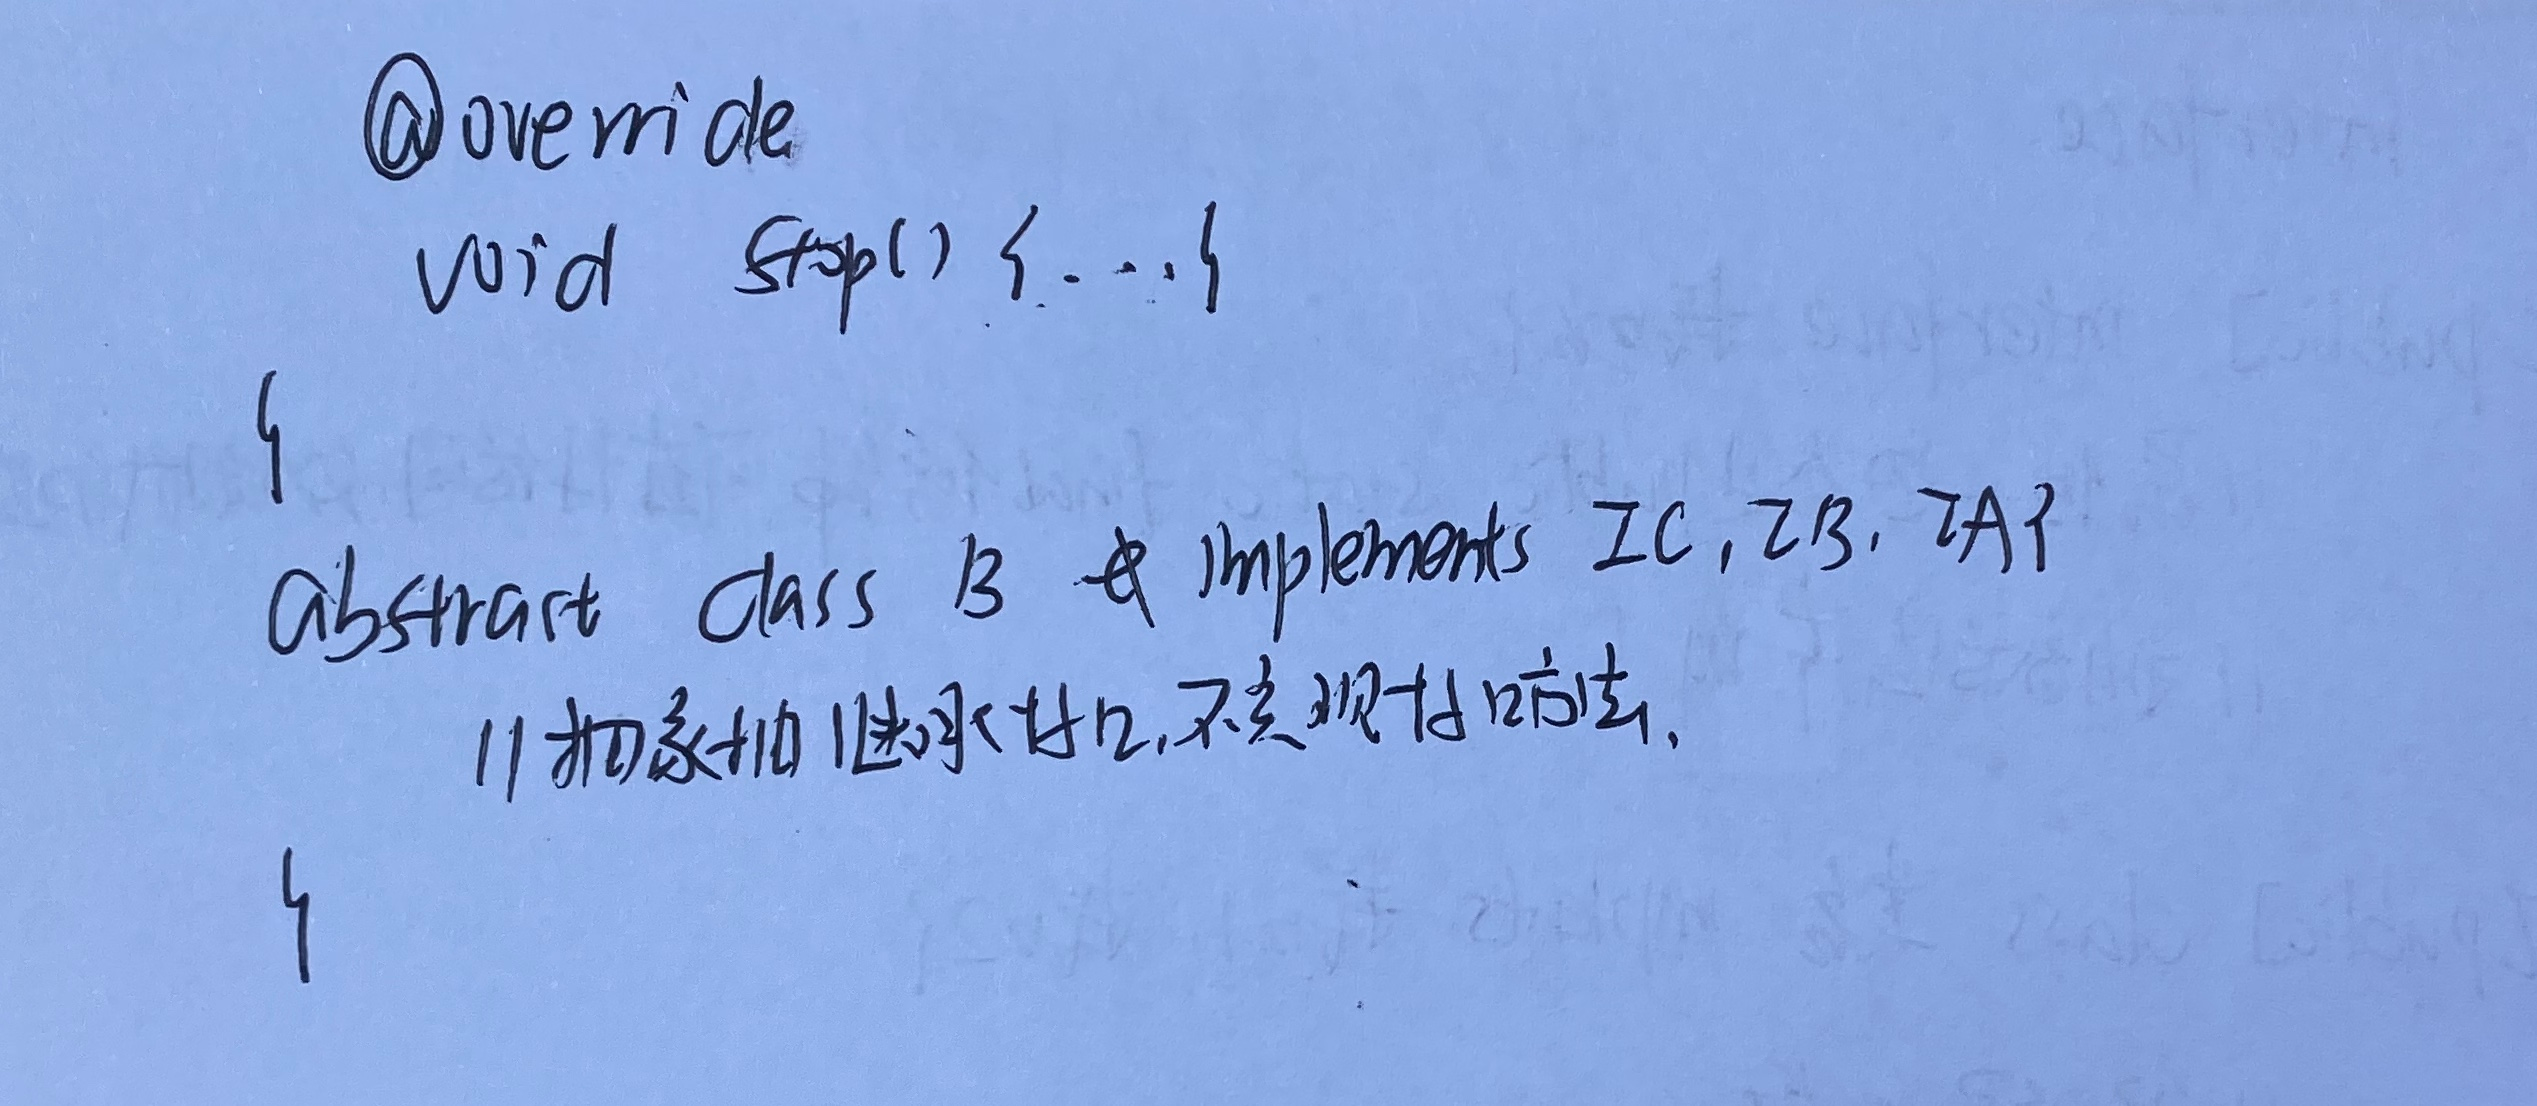 @override
void stop() {....}
}
abstract class B implements IC, IB, IA{
//抽象抽继承接口,不实现接口方法.
}